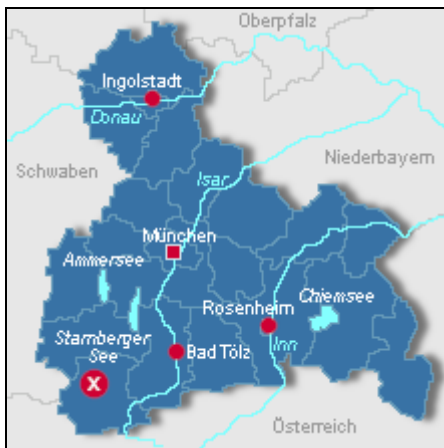 Oberpfalz
Ingolstadt
Donau
Niederbayern
Schwaben
Isar
München
Ammersee
Chiemsee
Rosenheim
Starnberger
See
Inn
Bad Tölz
X
Österreich